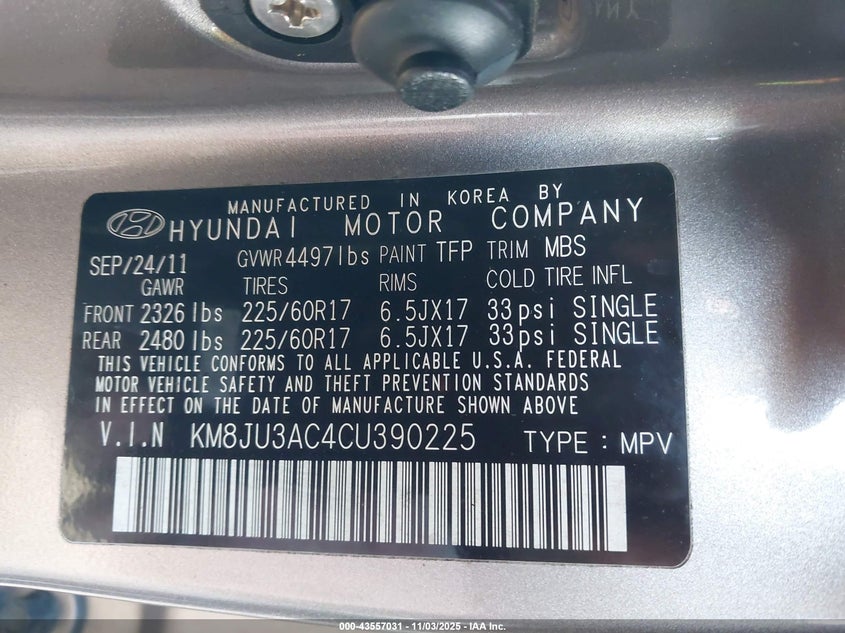 MANUFACTURED IN KOREA BY
HYUNDAI MOTOR COMPANY
SEP/24/11 GVWR 4497lbs PAINT TFP TRIM MBS
GAWR TIRES RIMS COLD TIRE INFL
FRONT 2326 lbs 225/60R17 6.5JX17 33psi SINGLE
REAR 2480 lbs 225/60R17 6.5JX17 33psi SINGLE
THIS VEHICLE CONFORMS TO ALL APPLICABLE U.S.A. FEDERAL
MOTOR VEHICLE SAFETY AND THEFT PREVENTION STANDARDS
IN EFFECT ON THE DATE OF MANUFACTURE SHOWN ABOVE
V.I.N KM8JU3AC4CU390225 TYPE : MPV
000-43557031 - 11/03/2025 - IAA Inc.